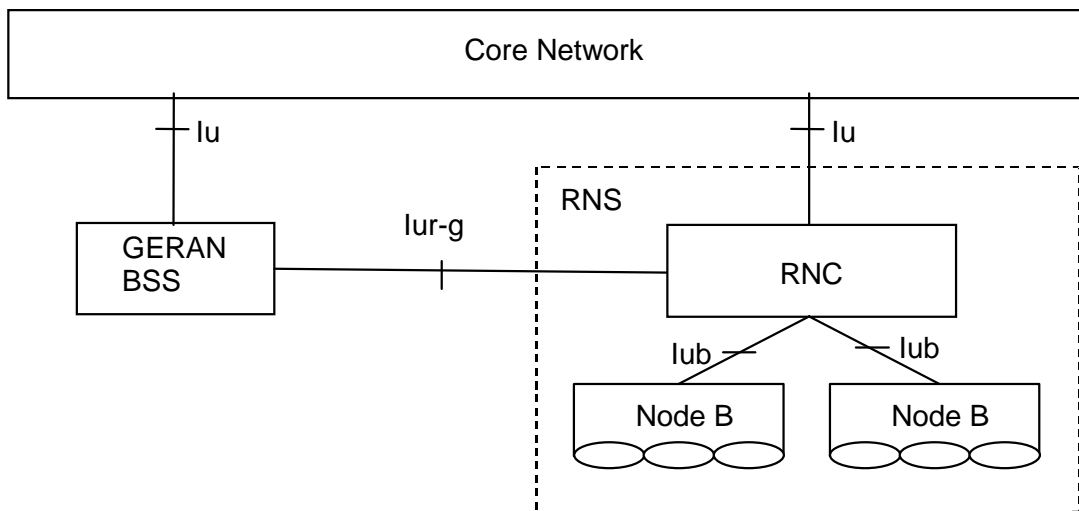 Core Network
Iu
Iu
RNS
Iur-g
GERAN
BSS
RNC
Iub
Iub
Node B
Node B